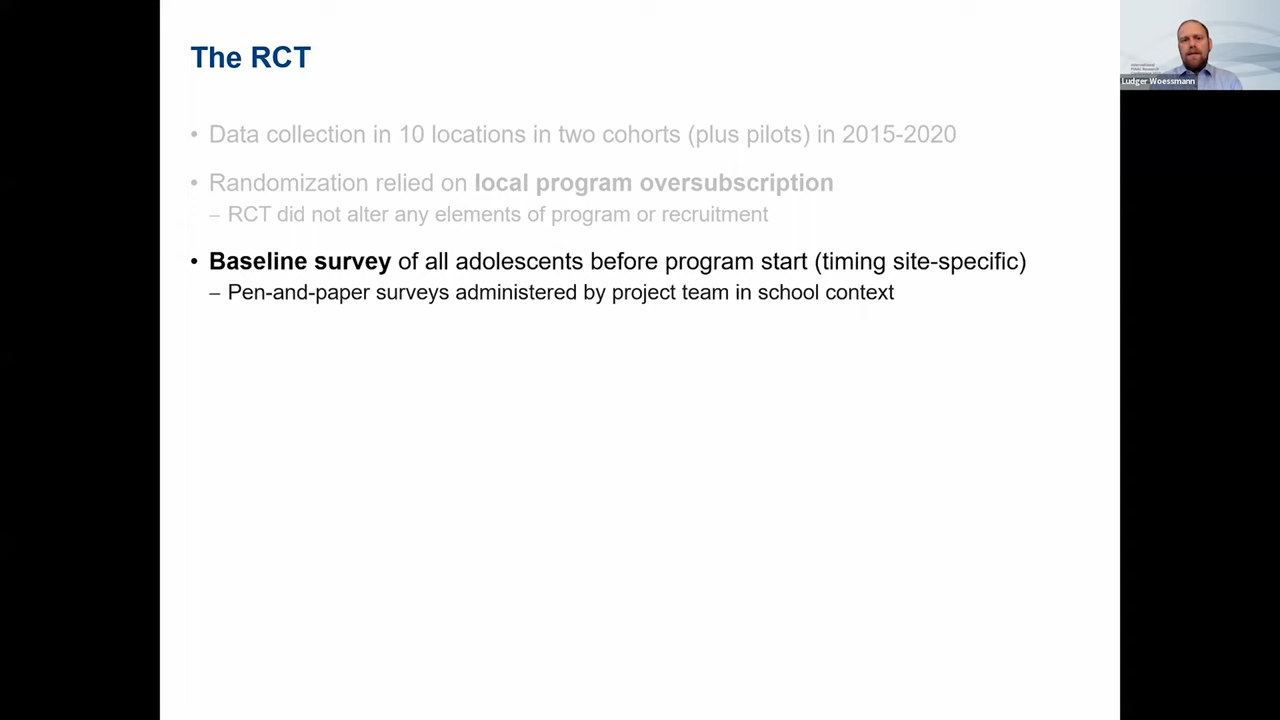 The RCT
• Data collection in 10 locations in two cohorts (plus pilots) in 2015-2020
• Randomization relied on local program oversubscription
– RCT did not alter any elements of program or recruitment
• Baseline survey of all adolescents before program start (timing site-specific)
– Pen-and-paper surveys administered by project team in school context
Ludger Woessmann